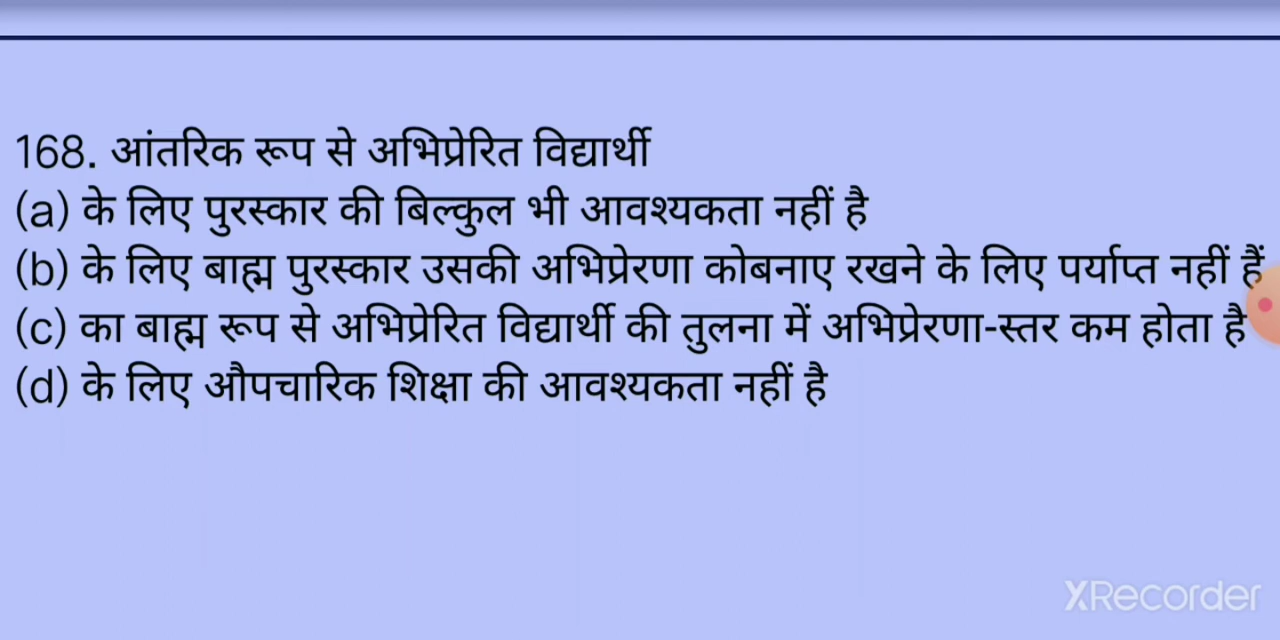 168. आंतरिक रूप से अभिप्रेरित विद्यार्थी
(a) के लिए पुरस्कार की बिल्कुल भी आवश्यकता नहीं है
(b) के लिए बाह्म पुरस्कार उसकी अभिप्रेरणा कोबनाए रखने के लिए पर्याप्त नहीं हैं
(c) का बाह्म रूप से अभिप्रेरित विद्यार्थी की तुलना में अभिप्रेरणा-स्तर कम होता है
(d) के लिए औपचारिक शिक्षा की आवश्यकता नहीं है
XRecorder